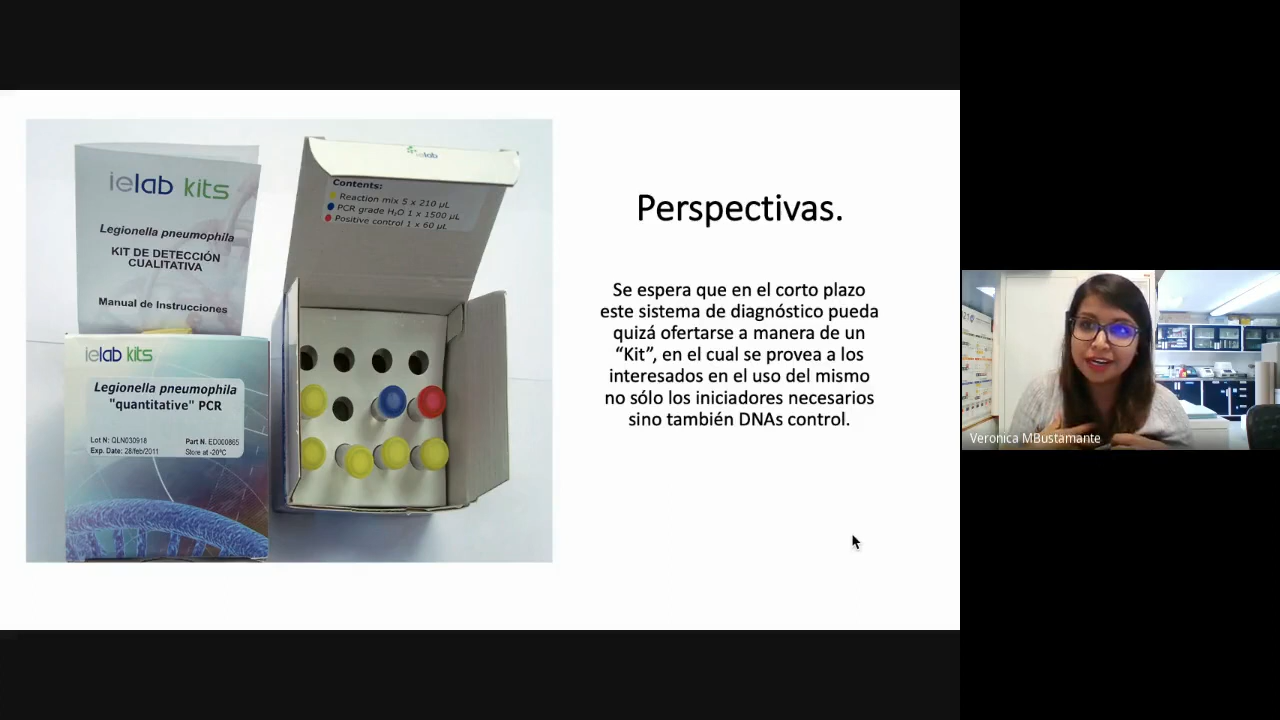 ielab kits
Legionella pneumophila
KIT DE DETECCIÓN
CUALITATIVA
Manual de Instrucciones
ielab kits
Legionella pneumophila
"quantitative" PCR
Lot N: QLN030918 Part N. ED000865
Exp. Date: 28/feb/2011 Store at -20ºC
Contents:
Reaction mix 5 x 210 µL
PCR grade H₂O 1 x 1500 µL
Positive control 1 x 60 µL
Perspectivas.
Se espera que en el corto plazo
este sistema de diagnóstico pueda
quizá ofertarse a manera de un
“Kit”, en el cual se provea a los
interesados en el uso del mismo
no sólo los iniciadores necesarios
sino también DNAs control.
Veronica MBustamante